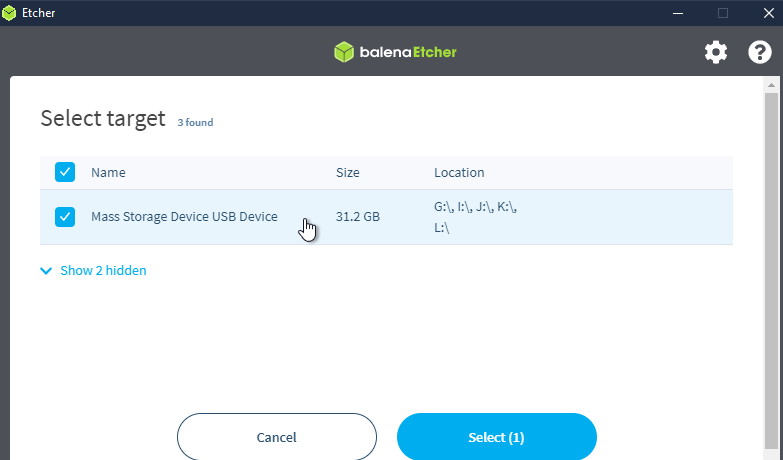 Etcher
balenaEtcher
Select target 3 found
Name Size Location
Mass Storage Device USB Device 31.2 GB G:\, I:\, J:\, K:\,
L:\
Show 2 hidden
Cancel Select (1)